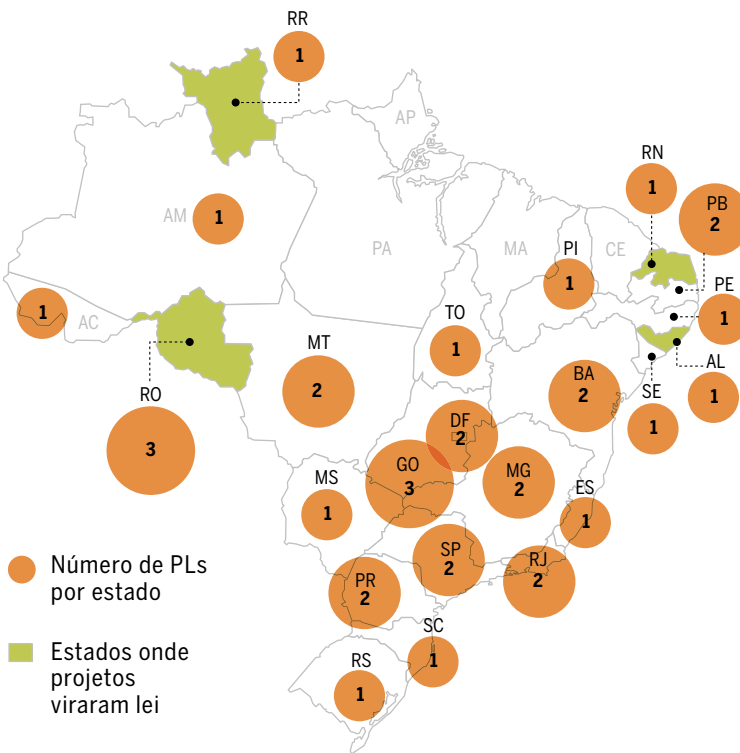 RR
1
AP
RN
1
PB
2
AM
1
PA
MA
PI
1
CE
PE
1
1
AC
TO
1
MT
2
BA
2
AL
1
SE
1
RO
3
DF
2
GO
3
MG
2
MS
1
ES
1
SP
2
RJ
2
PR
2
SC
1
RS
1
Número de PLs
por estado
Estados onde
projetos
viraram lei